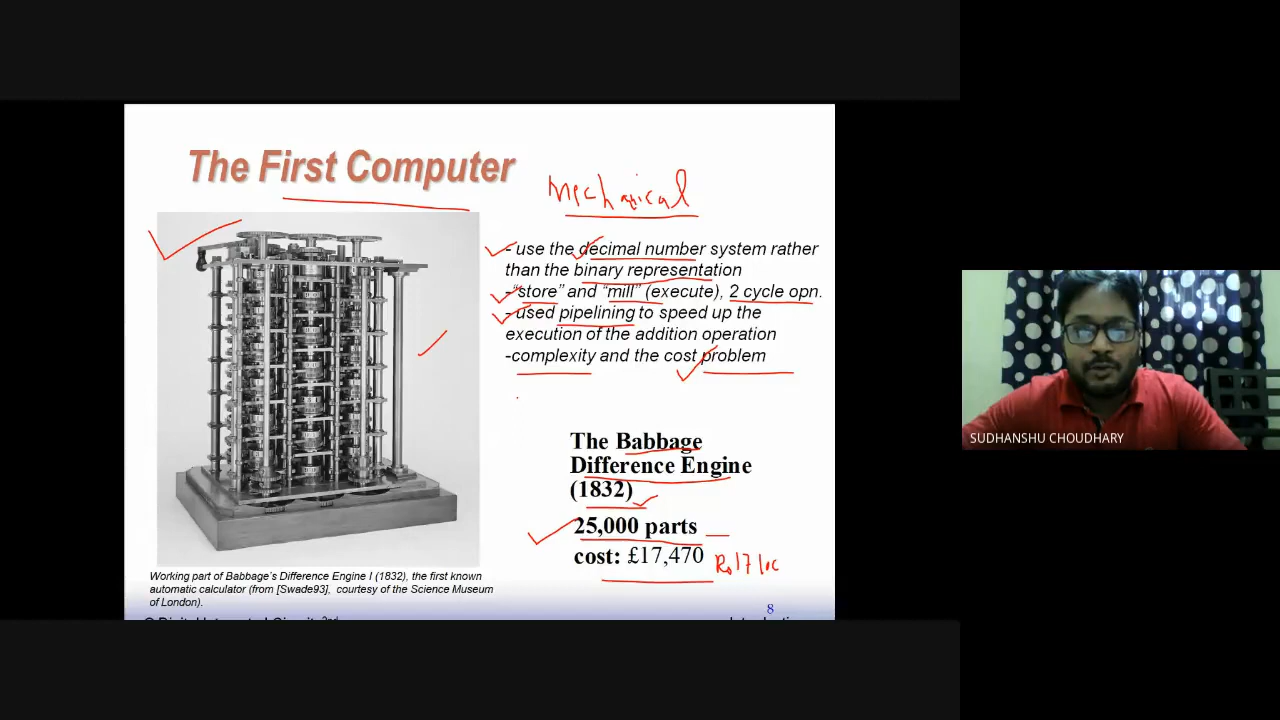 The First Computer
Mechanical
- use the decimal number system rather
than the binary representation
-"store" and "mill" (execute), 2 cycle opn.
- used pipelining to speed up the
execution of the addition operation
-complexity and the cost problem
The Babbage
Difference Engine
(1832)
25,000 parts
cost: £17,470
Rs 17 lac
Working part of Babbage's Difference Engine I (1832), the first known
automatic calculator (from [Swade93], courtesy of the Science Museum
of London).
8
SUDHANSHU CHOUDHARY